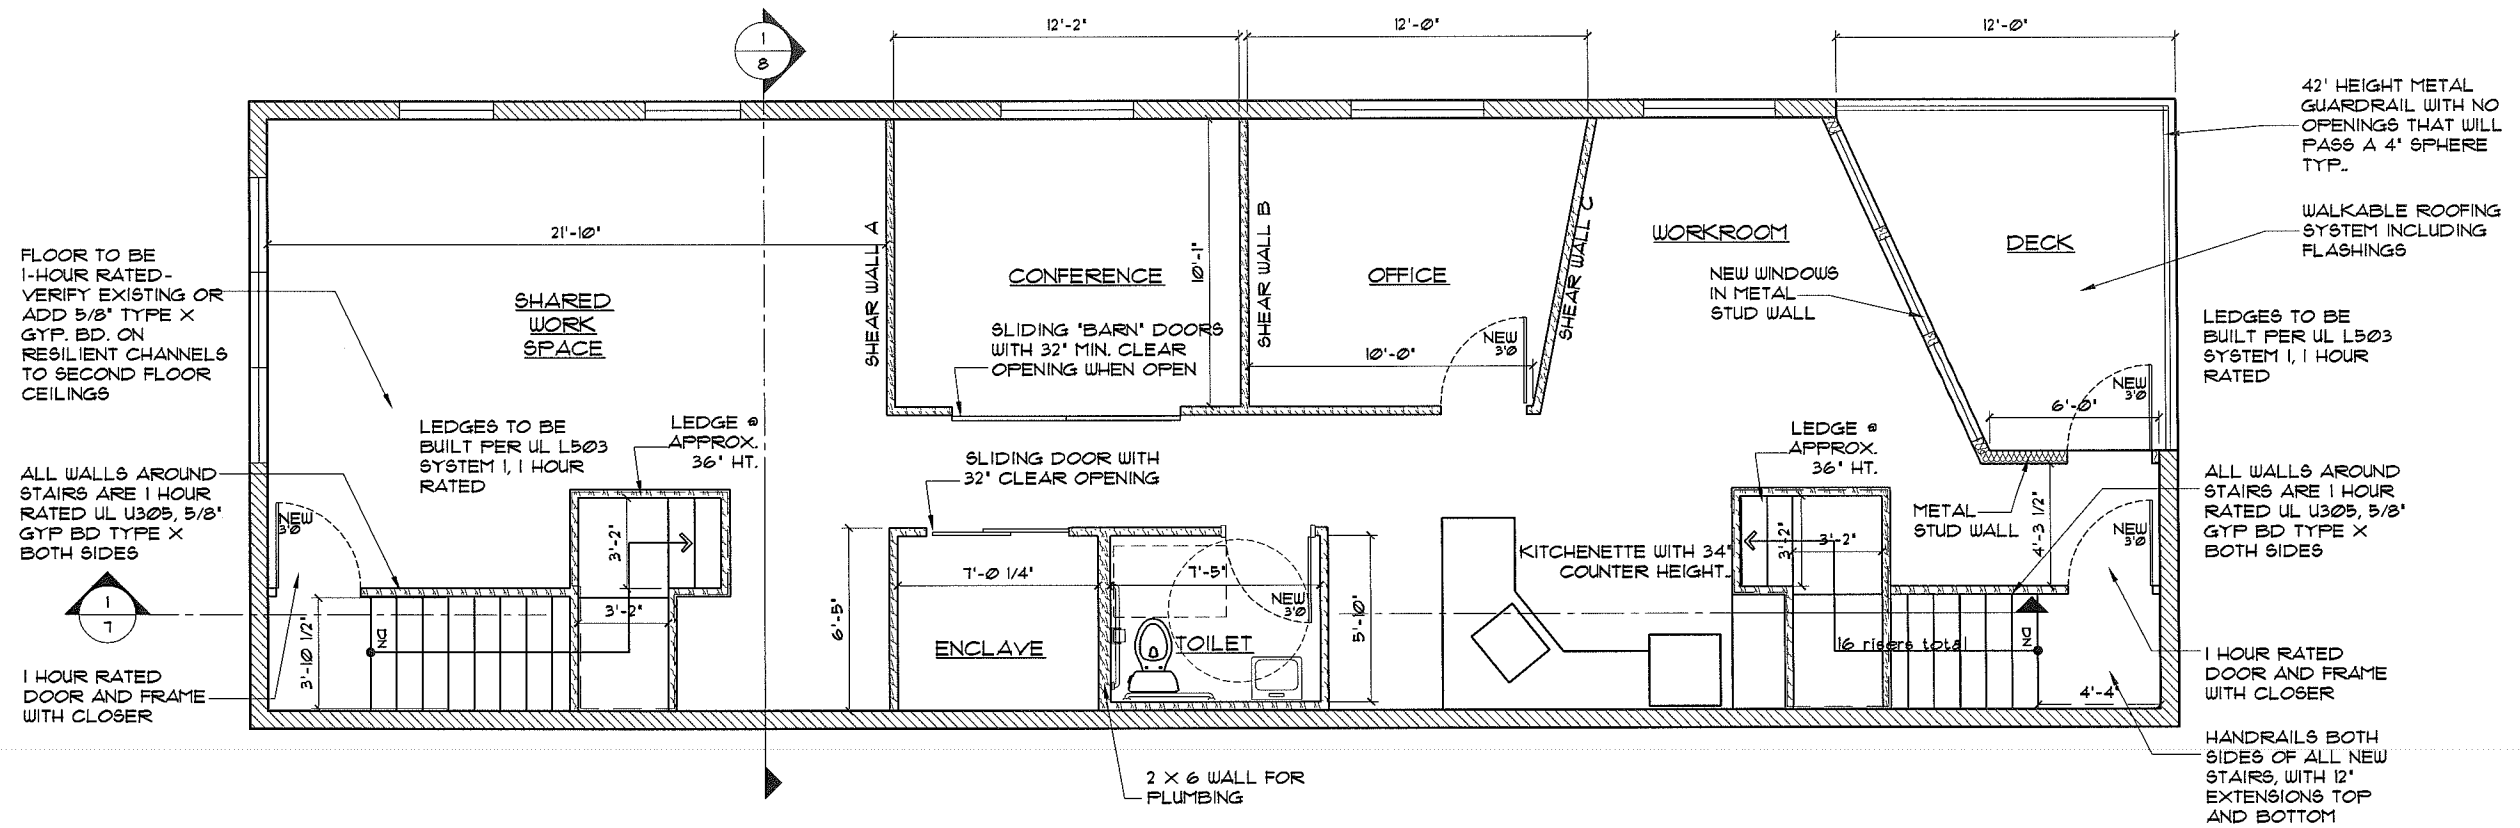 12'-2"
12'-0"
12'-0"
1
8
42' HEIGHT METAL
GUARDRAIL WITH NO
OPENINGS THAT WILL
PASS A 4" SPHERE
TYP..
WALKABLE ROOFING
SYSTEM INCLUDING
FLASHINGS
LEDGES TO BE
BUILT PER UL L503
SYSTEM 1, 1 HOUR
RATED
FLOOR TO BE
1-HOUR RATED-
VERIFY EXISTING OR
ADD 5/8" TYPE X
GYP. BD. ON
RESILIENT CHANNELS
TO SECOND FLOOR
CEILINGS
21'-10"
SHARED
WORK
SPACE
SHEAR WALL A
CONFERENCE
10'-1"
SLIDING "BARN" DOORS
WITH 32" MIN. CLEAR
OPENING WHEN OPEN
SHEAR WALL B
OFFICE
10'-0"
NEW
3'0
SHEAR WALL C
WORKROOM
NEW WINDOWS
IN METAL
STUD WALL
DECK
NEW
3'0
6'-0"
LEDGES TO BE
BUILT PER UL L503
SYSTEM 1, 1 HOUR
RATED
LEDGE @
APPROX.
36" HT.
SLIDING DOOR WITH
32" CLEAR OPENING
LEDGE @
APPROX.
36" HT.
METAL
STUD WALL
4'-3 1/2"
ALL WALLS AROUND
STAIRS ARE 1 HOUR
RATED UL U305, 5/8"
GYP BD TYPE X
BOTH SIDES
NEW
3'0
3'-2"
3'-2"
3'-10 1/2"
DN
1
7
1 HOUR RATED
DOOR AND FRAME
WITH CLOSER
6'-5"
7'-0 1/4"
ENCLAVE
7'-5"
NEW
3'0
TOILET
5'-10"
2 X 6 WALL FOR
PLUMBING
KITCHENETTE WITH 34"
COUNTER HEIGHT.
3'-2"
3'-2"
16 risers total
DN
NEW
3'0
4'-4"
ALL WALLS AROUND
STAIRS ARE 1 HOUR
RATED UL U305, 5/8"
GYP BD TYPE X
BOTH SIDES
1 HOUR RATED
DOOR AND FRAME
WITH CLOSER
HANDRAILS BOTH
SIDES OF ALL NEW
STAIRS, WITH 12"
EXTENSIONS TOP
AND BOTTOM